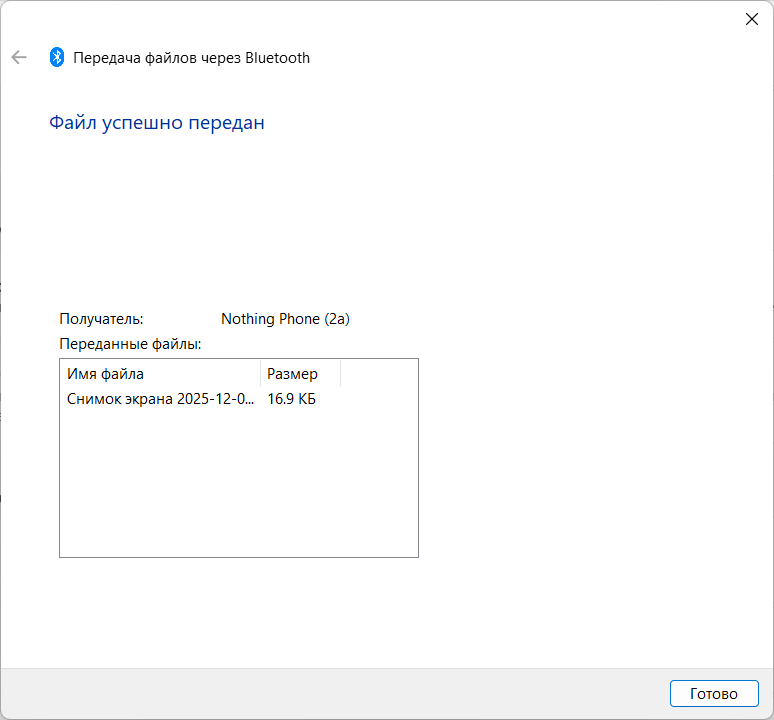 Передача файлов через Bluetooth
Файл успешно передан
Получатель: Nothing Phone (2a)
Переданные файлы:
Имя файла Размер
Снимок экрана 2025-12-0... 16.9 КБ
Готово